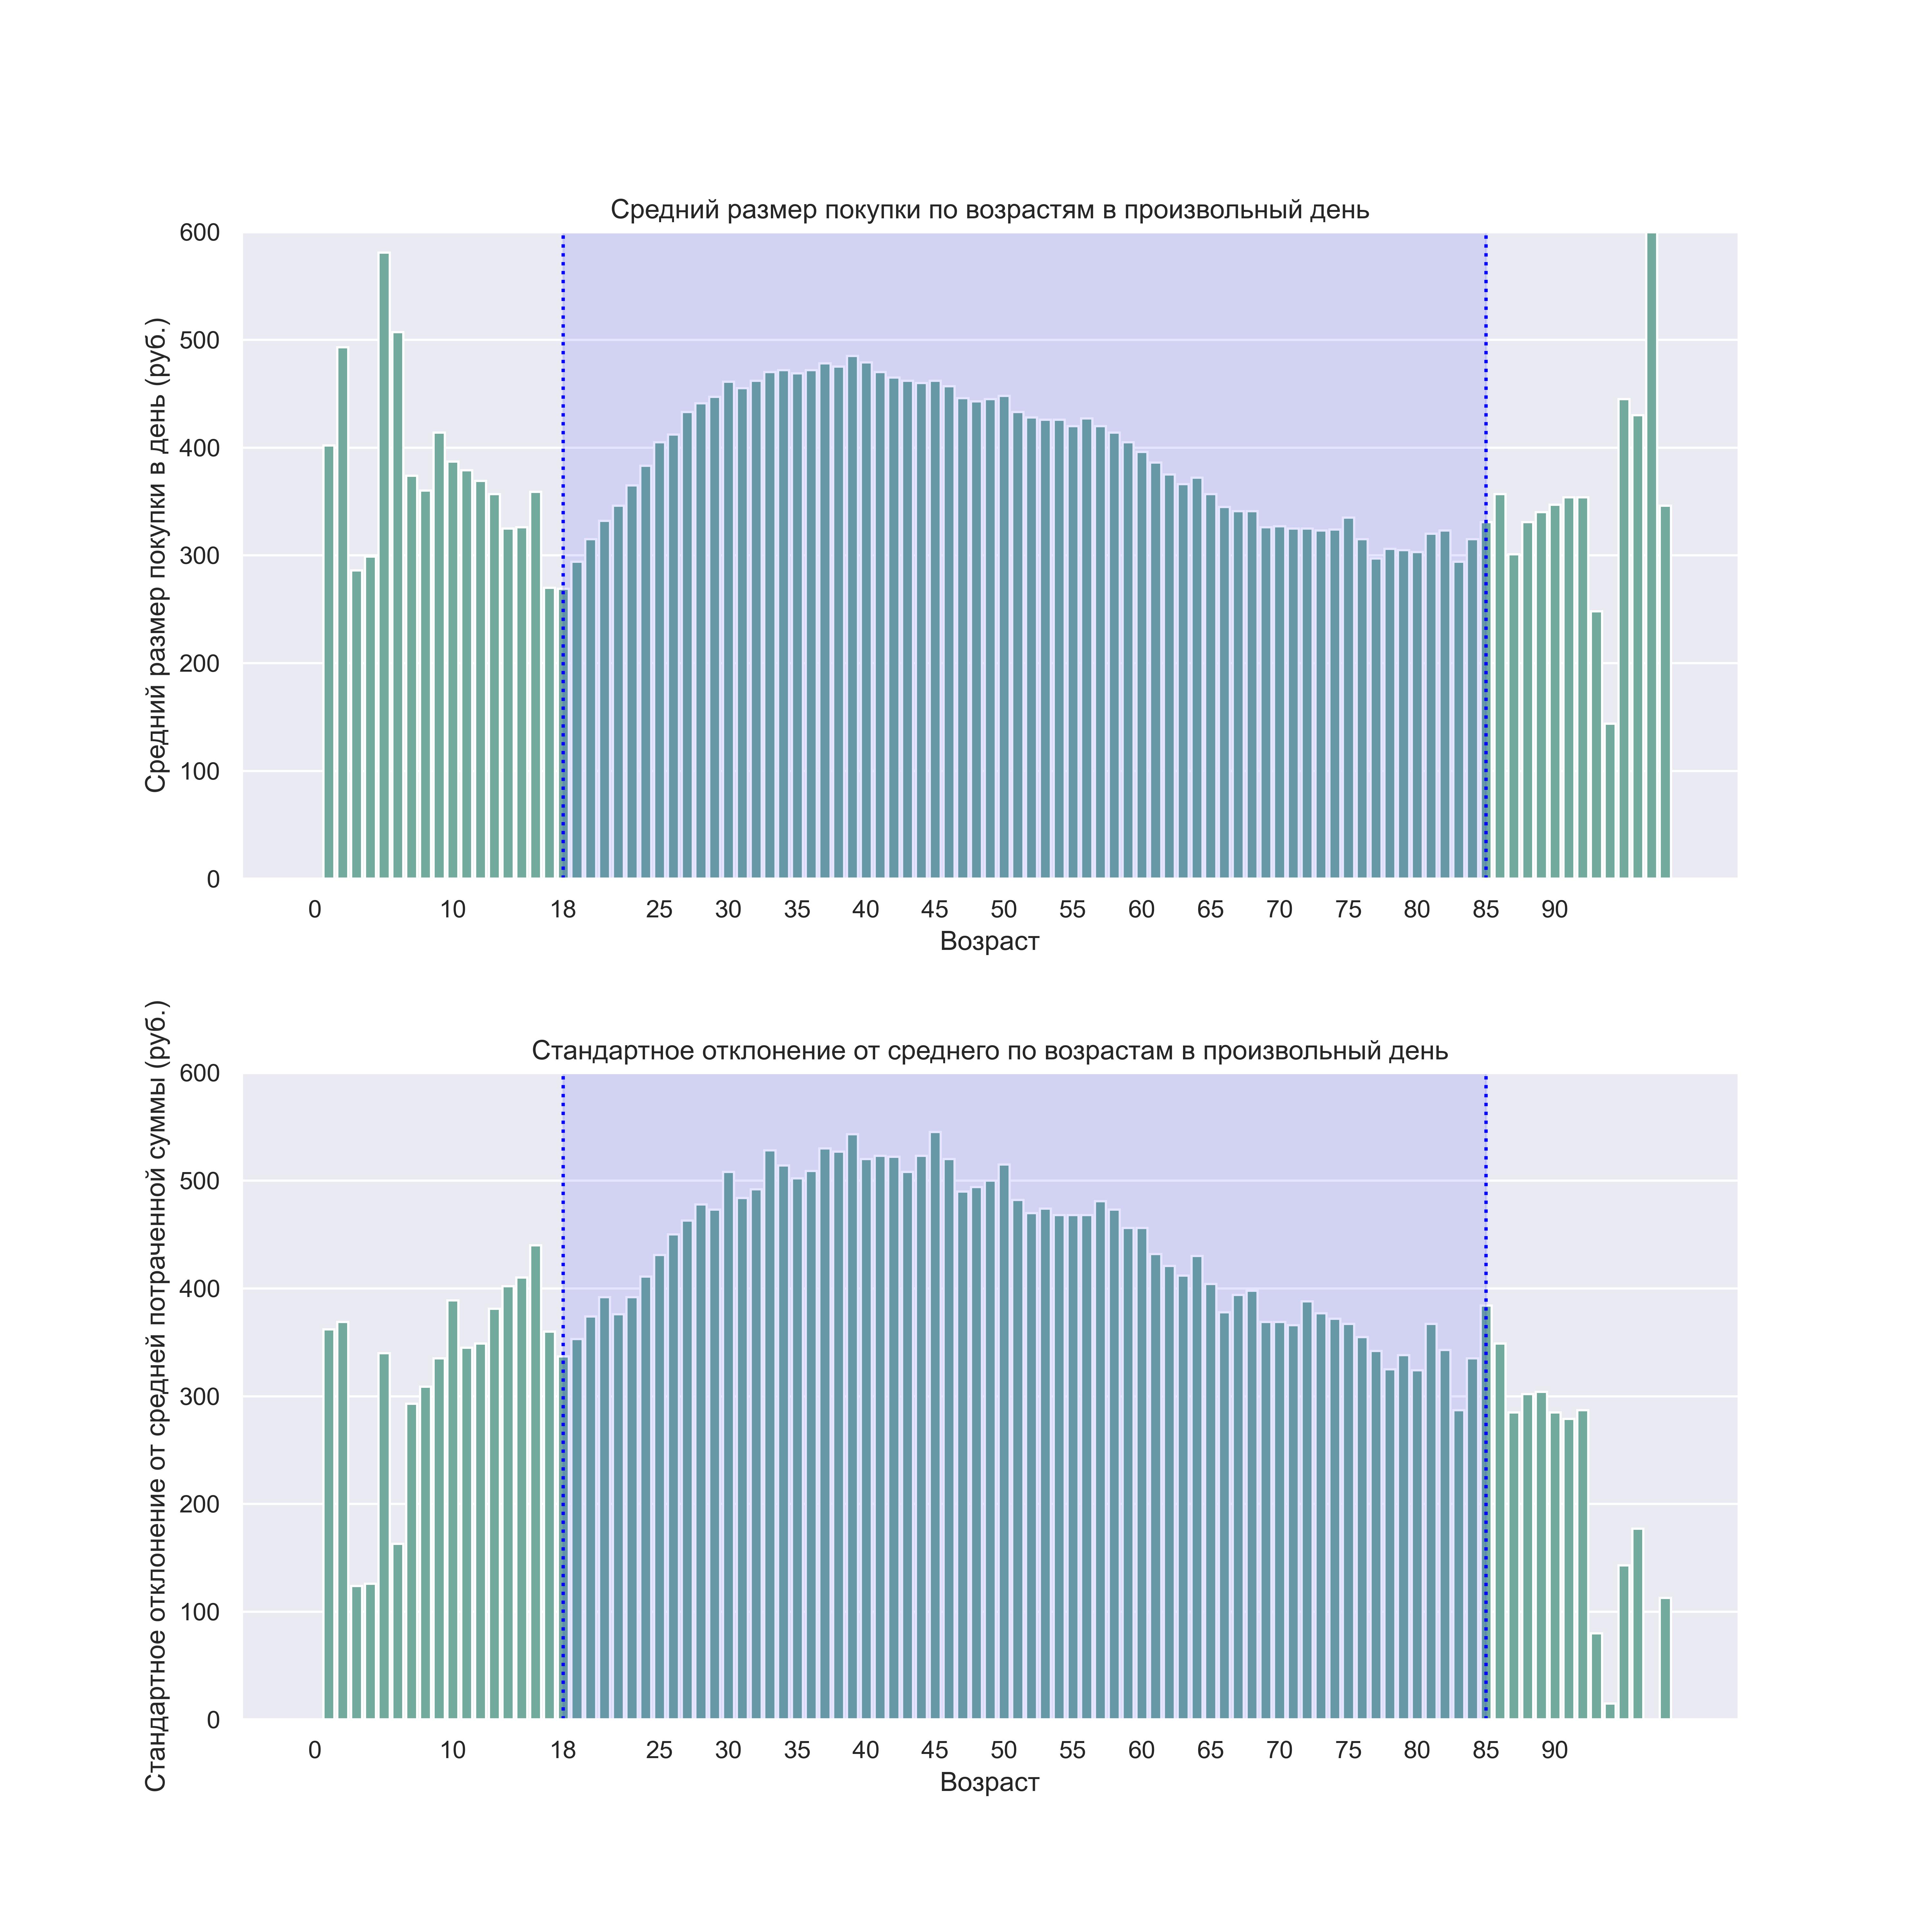 Средний размер покупки по возрастям в произвольный день
Средний размер покупки в день (руб.)
600
500
400
300
200
100
0
0 10 18 25 30 35 40 45 50 55 60 65 70 75 80 85 90
Возраст
Стандартное отклонение от среднего по возрастам в произвольный день
Стандартное отклонение от средней потраченной суммы (руб.)
600
500
400
300
200
100
0
0 10 18 25 30 35 40 45 50 55 60 65 70 75 80 85 90
Возраст